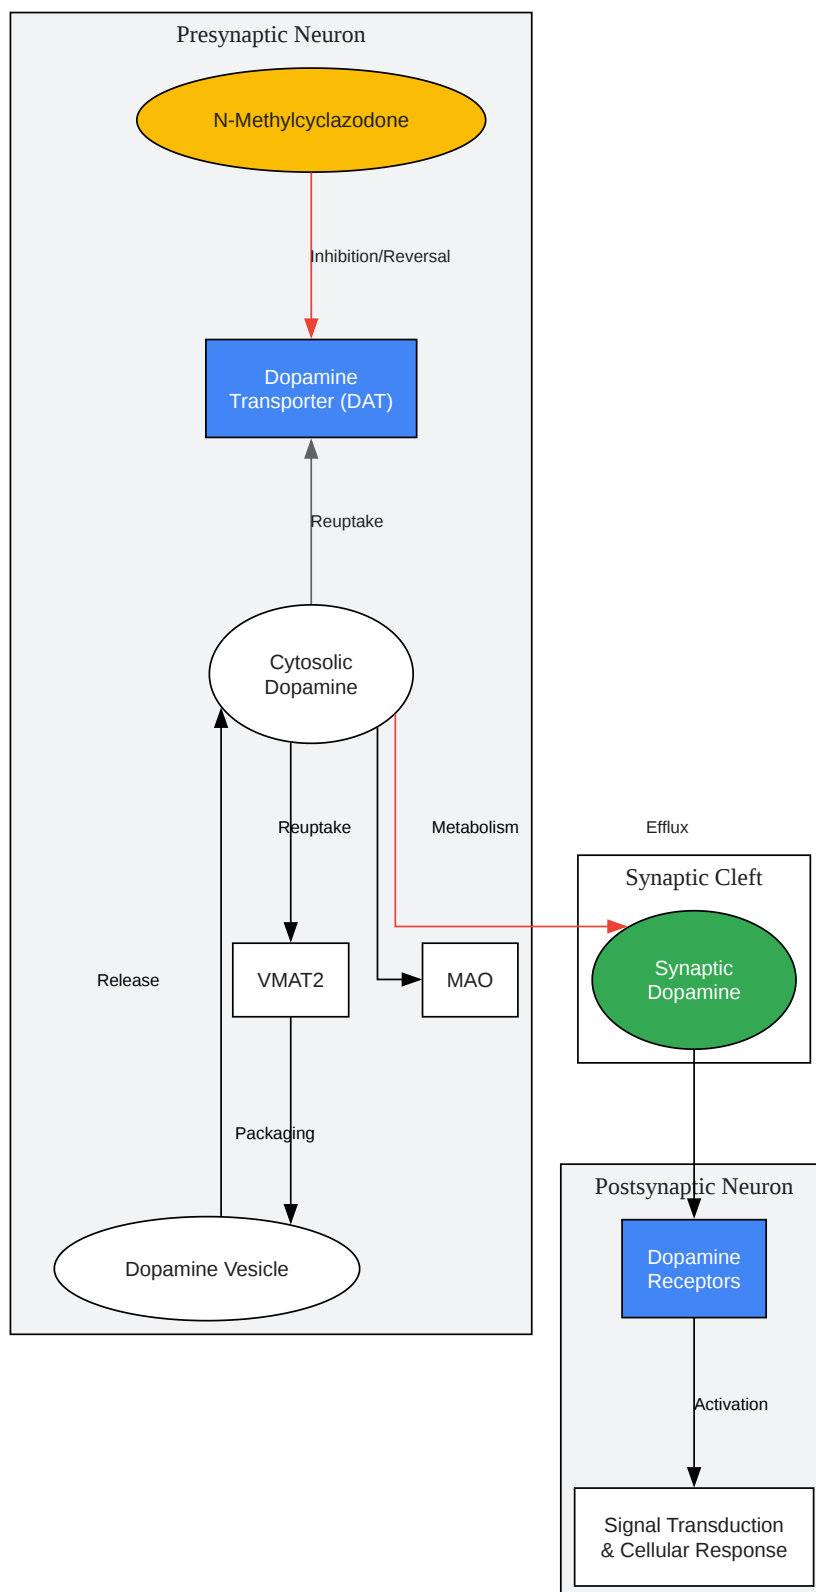 Presynaptic Neuron
N-Methylcyclazodone
Inhibition/Reversal
Dopamine
Transporter (DAT)
Reuptake
Cytosolic
Dopamine
Reuptake
Metabolism
Efflux
Synaptic Cleft
Synaptic
Dopamine
Release
VMAT2
MAO
Packaging
Dopamine Vesicle
Postsynaptic Neuron
Dopamine
Receptors
Activation
Signal Transduction
& Cellular Response